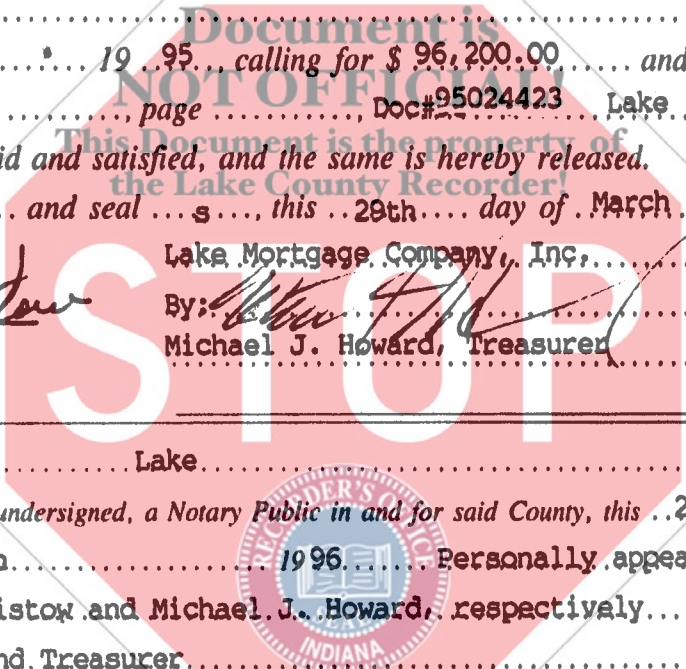 Document is
....... 19 ..95.., calling for $ 96,200.00...... and
NOT OFFICIAL!
............, page ..........., Doc#95024423 Lake
This Document is the property of
id and satisfied, and the same is hereby released.
the Lake County Recorder!
.. and seal ...s..., this ..29th.... day of ..March
Lake Mortgage Company, Inc.......
By:
Michael J. Howard, Treasurer
STOP
.......... Lake..........
undersigned, a Notary Public in and for said County, this ..2
RECORDER'S OFFICE
.......... 1996....... Personally appea
istow and Michael J. Howard, respectively...
SEAL
nd Treasurer..........
INDIANA